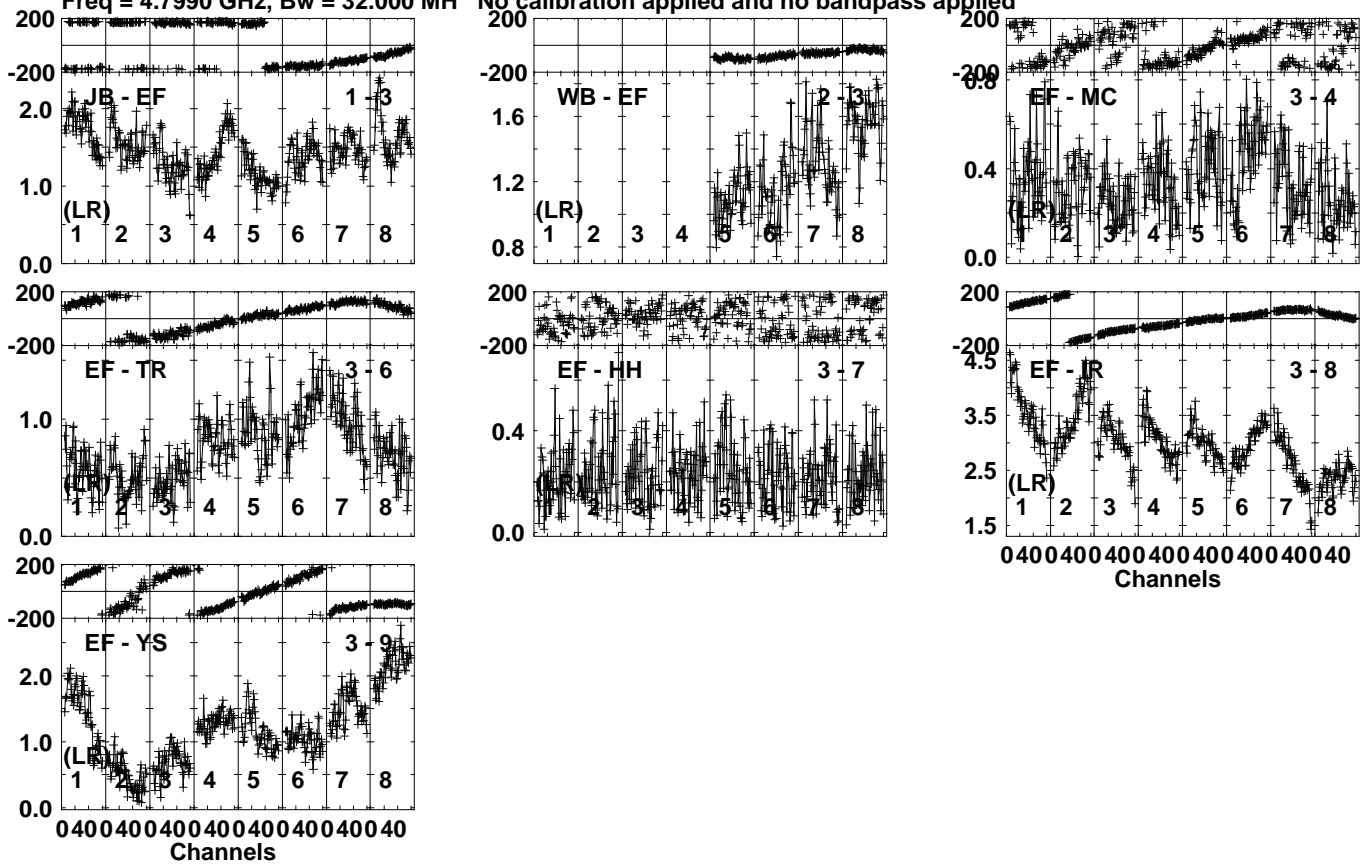 Freq = 4.7990 GHz, Bw = 32.000 MH No calibration applied and no bandpass applied
200
-200
JB - EF 1 - 3
2.0
1.0
(LR)
1 2 3 4 5 6 7 8
0.0
200
-200
WB - EF 2 - 3
1.6
1.2
(LR)
1 2 3 4 5 6 7 8
0.8
200
-200
0.8
EF - MC 3 - 4
0.4
(LR)
1 2 3 4 5 6 7 8
0.0
200
-200
EF - TR 3 - 6
1.0
(LR)
1 2 3 4 5 6 7 8
0.0
200
-200
EF - HH 3 - 7
0.4
(LR)
1 2 3 4 5 6 7 8
0.0
200
-200
4.5
EF - IR 3 - 8
3.5
2.5
(LR)
1 2 3 4 5 6 7 8
1.5
0 40 0 40 0 40 0 40 0 40 0 40 0 40 0 40
Channels
200
-200
EF - YS 3 - 9
2.0
1.0
(LR)
1 2 3 4 5 6 7 8
0.0
0 40 0 40 0 40 0 40 0 40 0 40 0 40 0 40
Channels